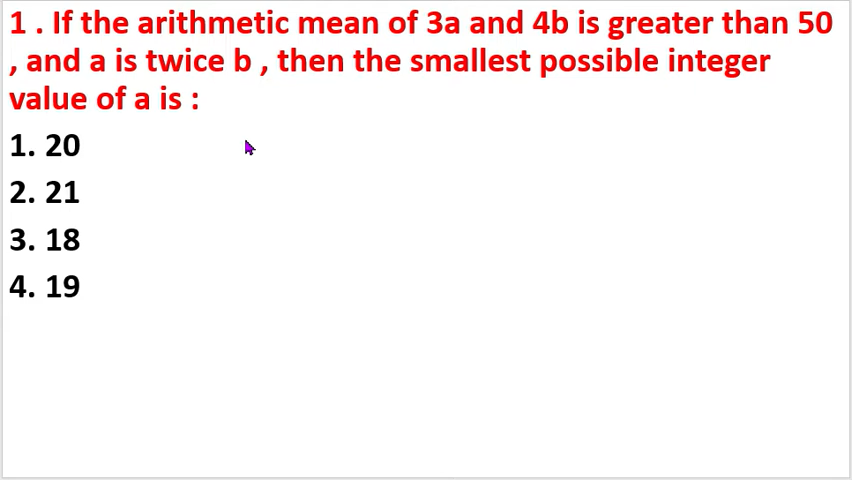 1 . If the arithmetic mean of 3a and 4b is greater than 50
, and a is twice b , then the smallest possible integer
value of a is :
1. 20
2. 21
3. 18
4. 19